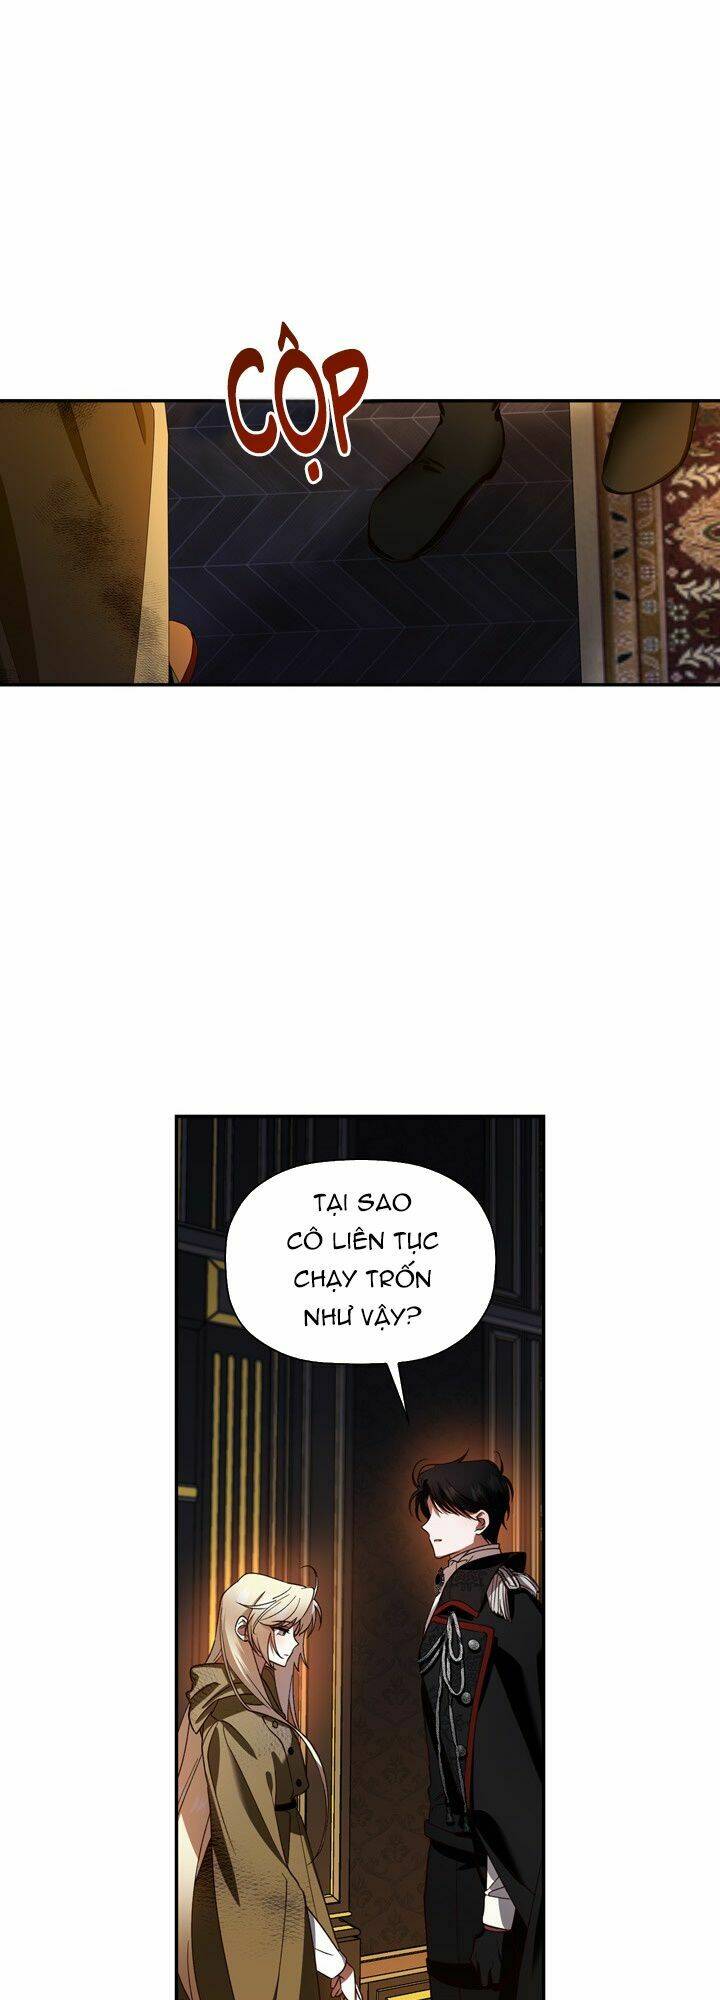 CỘP
TẠI SAO
CÔ LIÊN TỤC
CHẠY TRỐN
NHƯ VẬY?